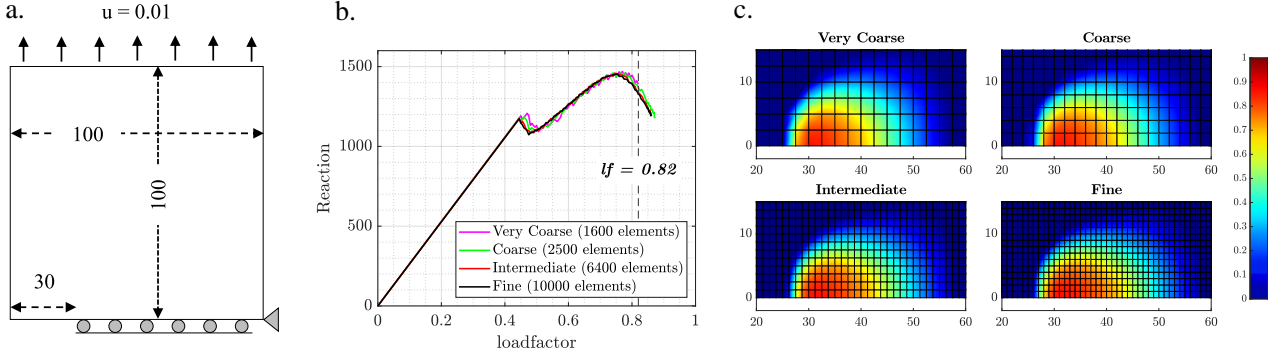 a.
u = 0.01
100
100
30
b.
Reaction
1500
1200
900
600
300
0
lf = 0.82
Very Coarse (1600 elements)
Coarse (2500 elements)
Intermediate (6400 elements)
Fine (10000 elements)
0 0.2 0.4 0.6 0.8 1
loadfactor
c.
Very Coarse
10
0
20 30 40 50 60
Coarse
10
0
20 30 40 50 60
Intermediate
10
0
20 30 40 50 60
Fine
10
0
20 30 40 50 60
1
0.9
0.8
0.7
0.6
0.5
0.4
0.3
0.2
0.1
0